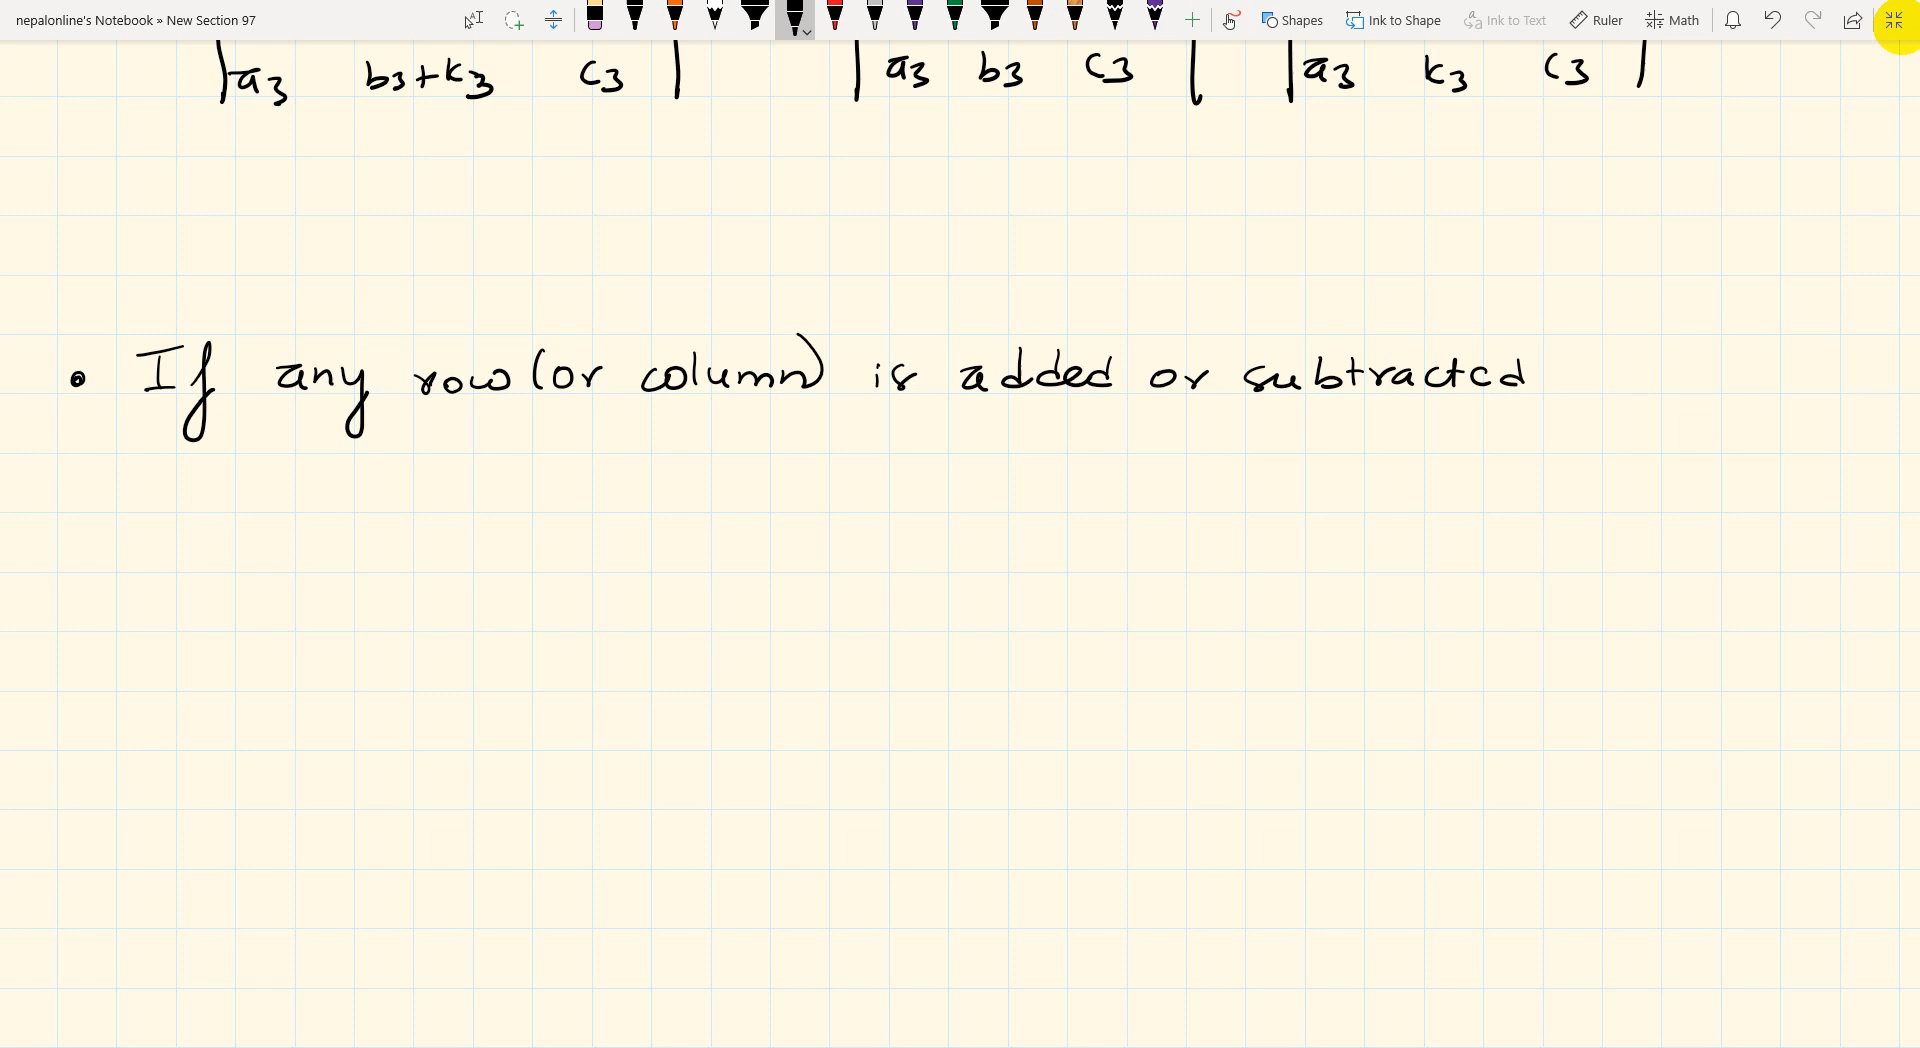 nepalonline's Notebook » New Section 97 Shapes Ink to Shape Ink to Text Ruler Math
|a3 b3+k3 c3| |a3 b3 c3| |a3 k3 c3|
• If any row (or column) is added or subtracted